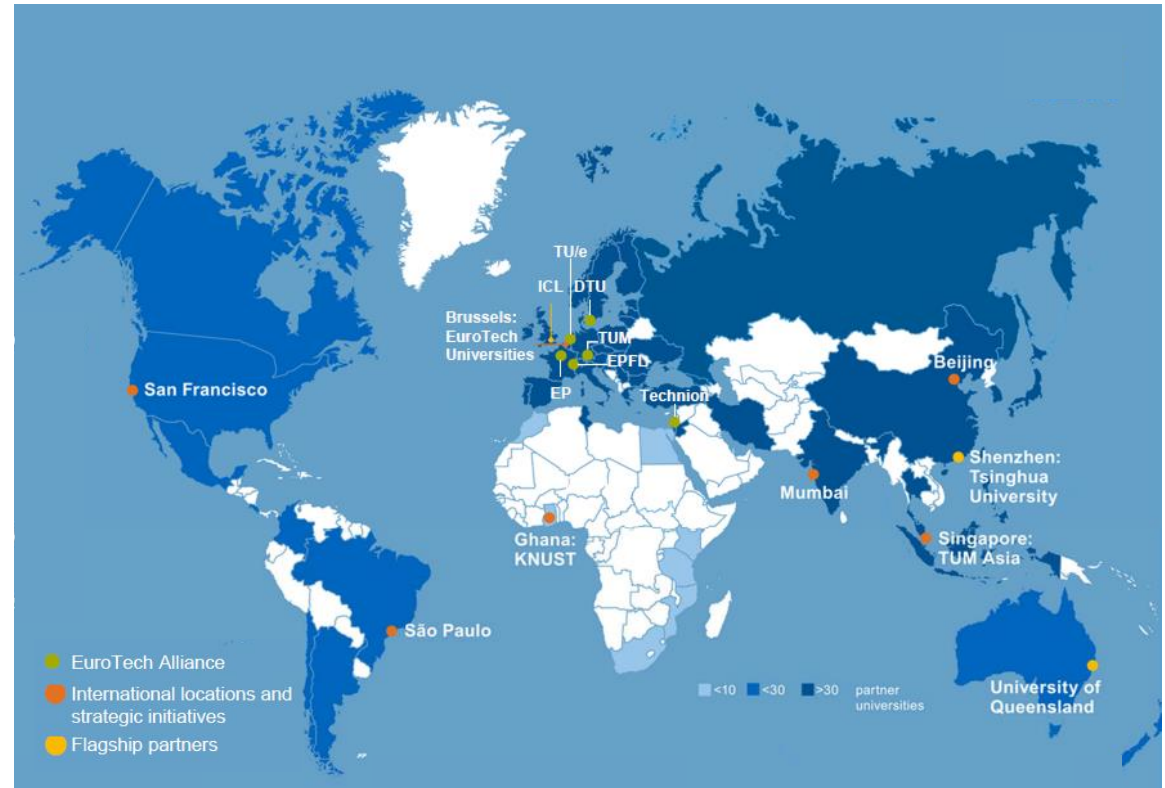 TU/e
ICL DTU
Brussels:
EuroTech
Universities
TUM
EPFL
EP
Technion
Beijing
San Francisco
Shenzhen:
Tsinghua
University
Mumbai
Ghana:
KNUST
Singapore:
TUM Asia
São Paulo
EuroTech Alliance
International locations and
strategic initiatives
Flagship partners
<10 <30 >30 partner
universities
University of
Queensland